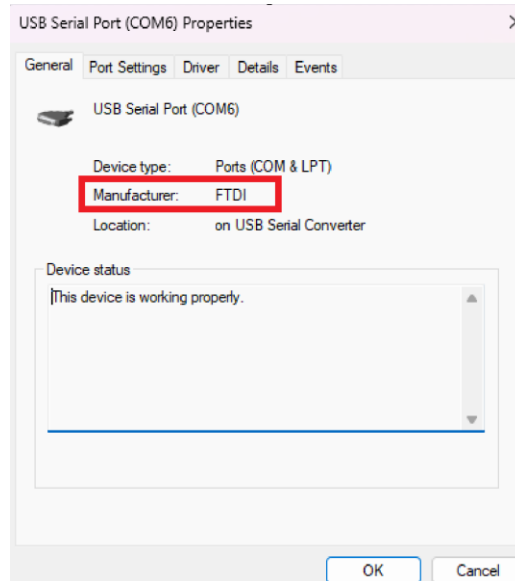 USB Serial Port (COM6) Properties
General Port Settings Driver Details Events
USB Serial Port (COM6)
Device type: Ports (COM & LPT)
Manufacturer: FTDI
Location: on USB Serial Converter
Device status
This device is working properly.
OK Cancel